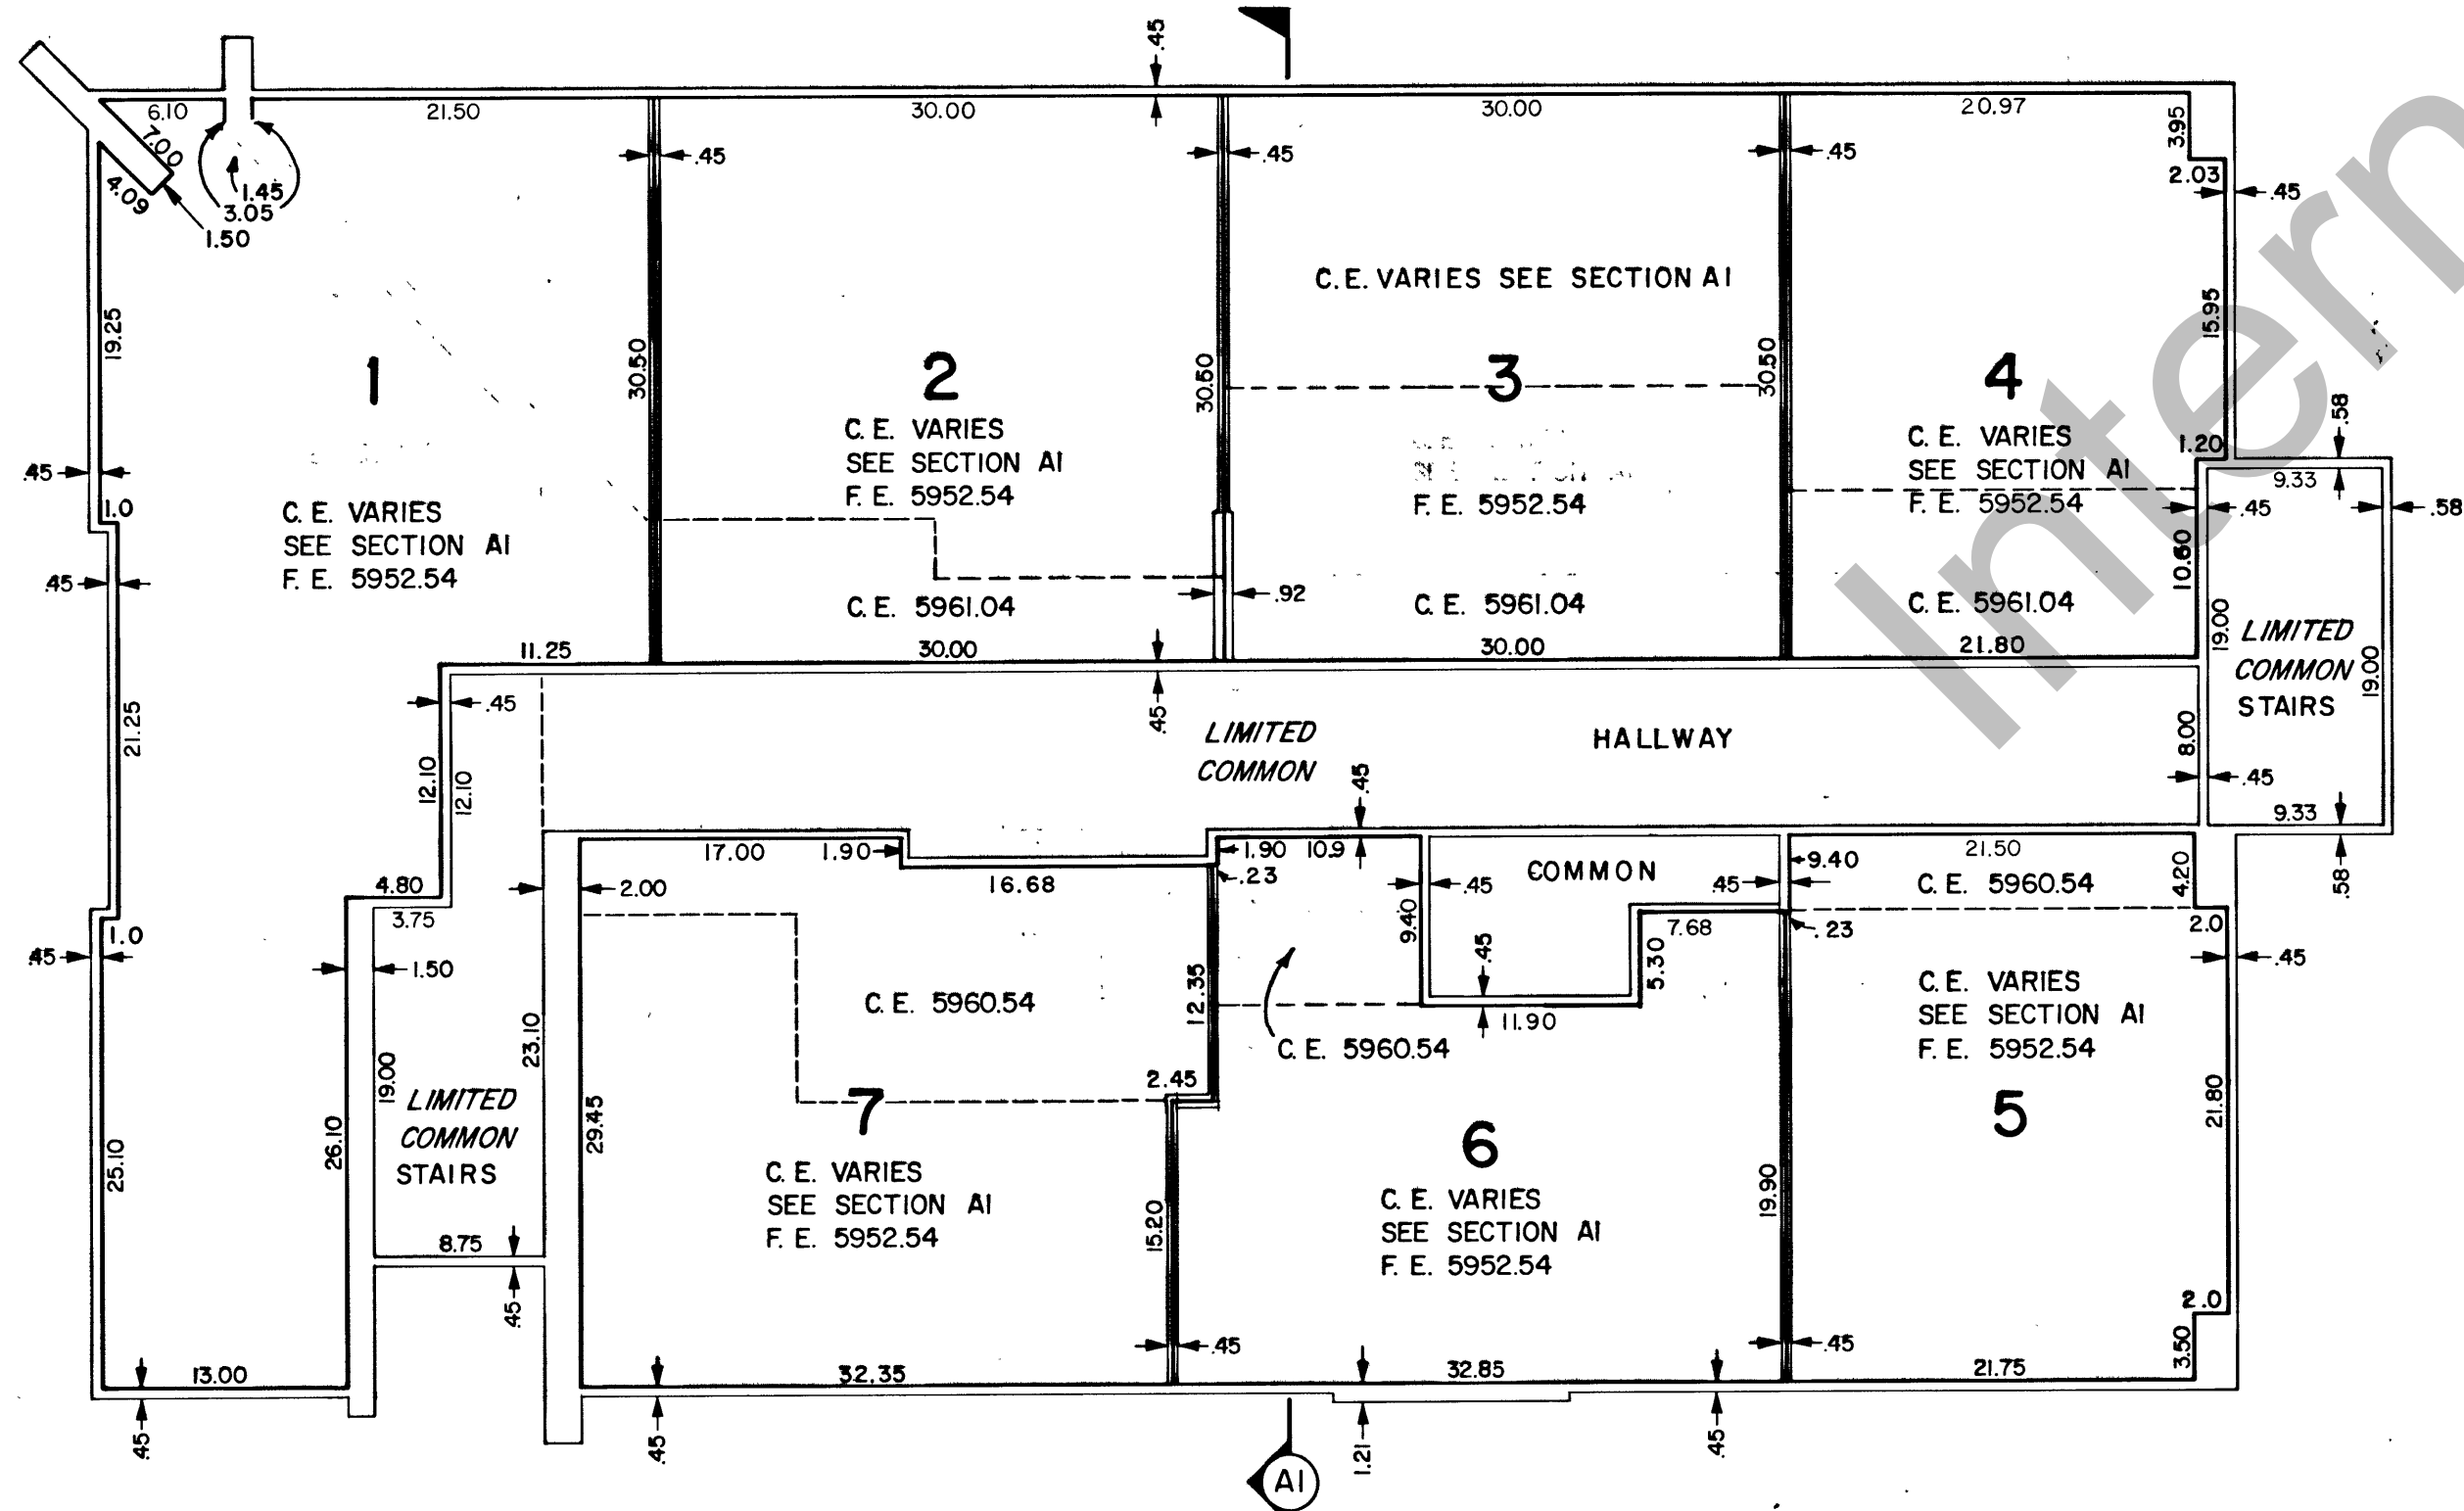 .45
6.10
21.50
30.00
30.00
20.97
7.00
4.09
1.45
3.05
1.50
.45
.45
.45
3.95
2.03
.45
19.25
30.50
30.50
30.50
15.95
C.E. VARIES SEE SECTION A1
1
2
3
4
C. E. VARIES
SEE SECTION A1
F. E. 5952.54
C. E. VARIES
SEE SECTION A1
F. E. 5952.54
F. E. 5952.54
C. E. VARIES
SEE SECTION A1
F. E. 5952.54
.45
1.0
.45
1.20
.58
9.33
.45
.58
10.60
C. E. 5961.04
.92
C. E. 5961.04
C. E. 5961.04
11.25
30.00
30.00
21.80
19.00
LIMITED
COMMON
STAIRS
19.00
21.25
.45
12.10
12.10
.45
LIMITED
COMMON
HALLWAY
8.00
.45
9.33
.58
.45
17.00
1.90
1.90
10.9
16.68
.23
.45
COMMON
.45
9.40
21.50
4.20
C. E. 5960.54
2.0
4.80
3.75
2.00
1.0
.45
1.50
9.40
.45
7.68
.23
5.30
11.90
.45
C. E. 5960.54
12.35
C. E. 5960.54
C. E. VARIES
SEE SECTION A1
F. E. 5952.54
5
23.10
19.00
LIMITED
COMMON
STAIRS
26.10
25.10
29.45
2.45
7
6
21.80
C. E. VARIES
SEE SECTION A1
F. E. 5952.54
15.20
C. E. VARIES
SEE SECTION A1
F. E. 5952.54
19.90
8.75
.45
2.0
3.50
.45
.45
13.00
32.35
32.85
21.75
.45
.45
1.21
.45
A1
Intern